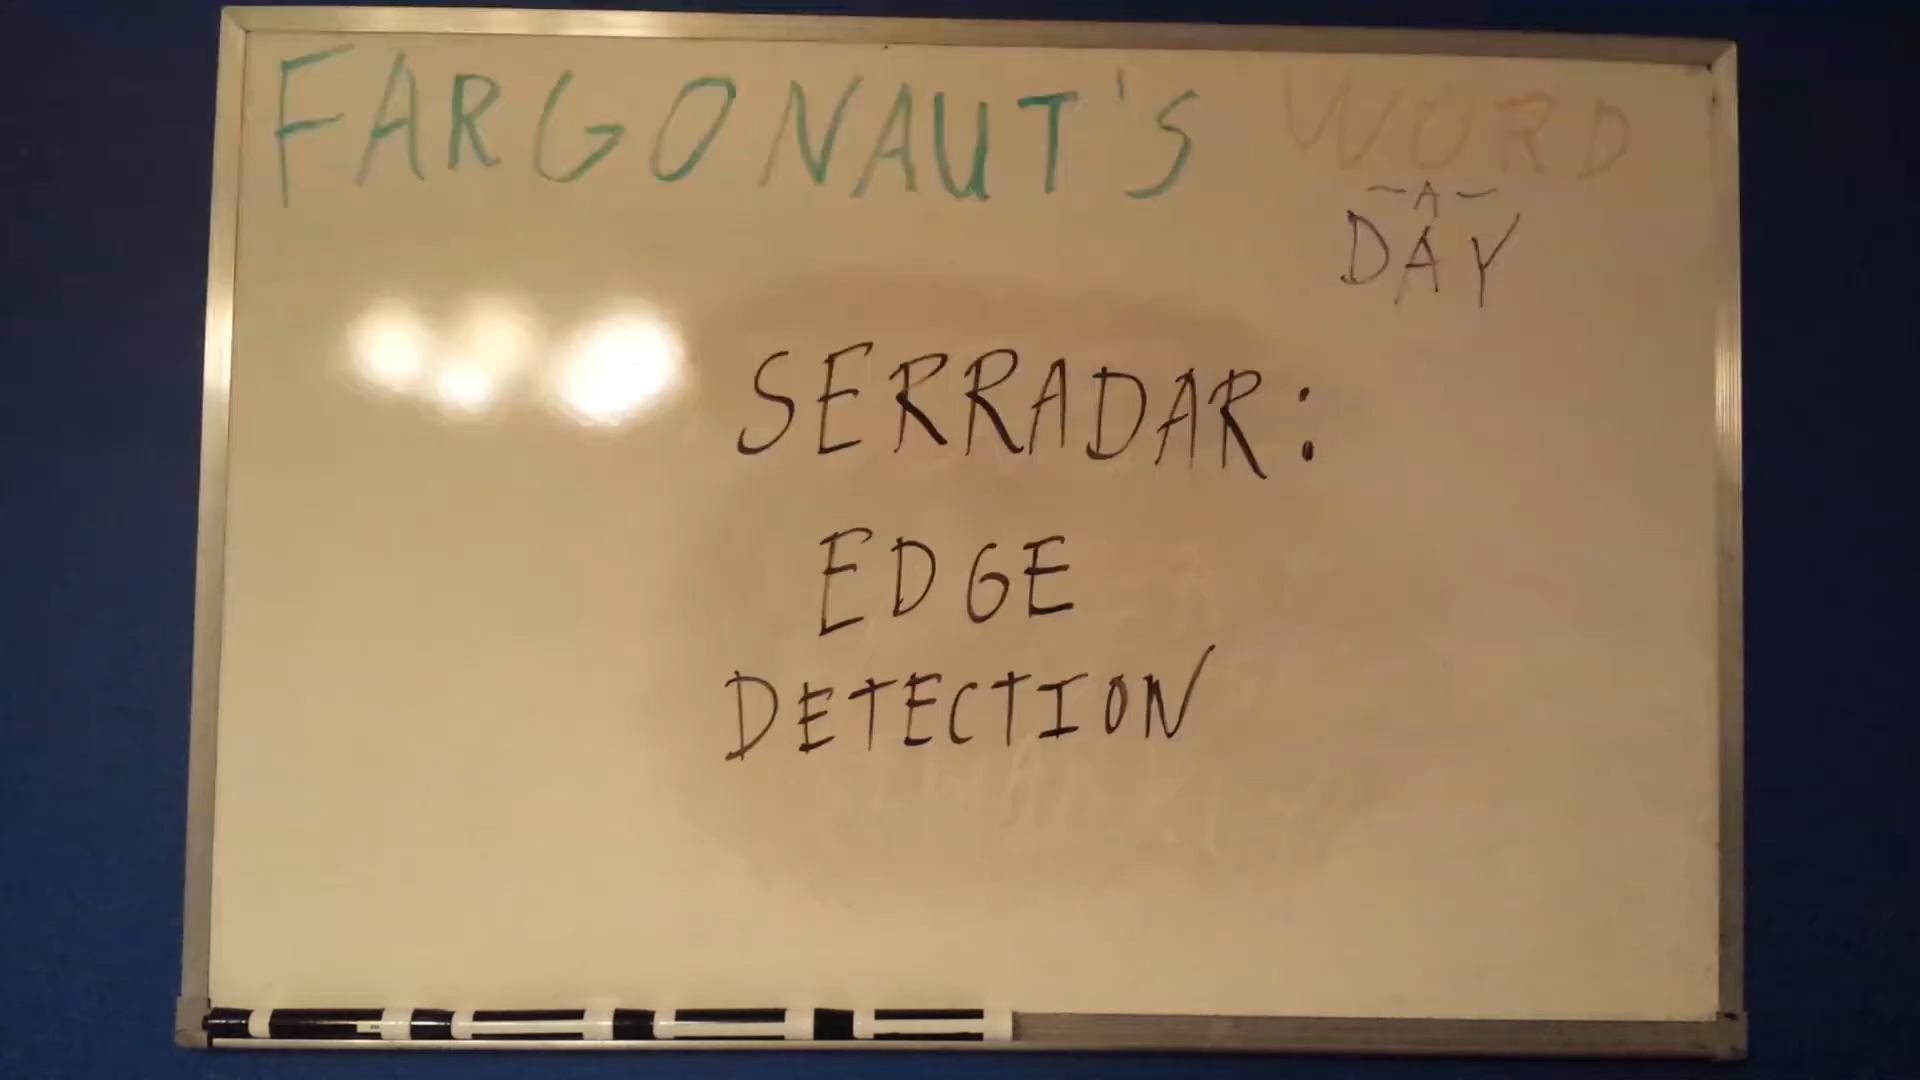 FARGONAUT'S WORD
~A~
DAY
SERRADAR:
EDGE
DETECTION